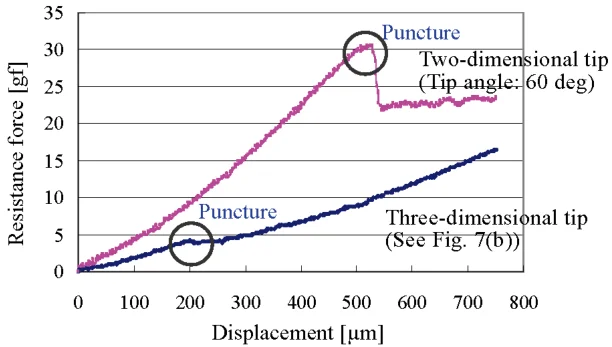 35
30
25
20
15
10
5
0
Resistance force [gf]
Puncture
Two-dimensional tip
(Tip angle: 60 deg)
Puncture
Three-dimensional tip
(See Fig. 7(b))
0 100 200 300 400 500 600 700 800
Displacement [μm]